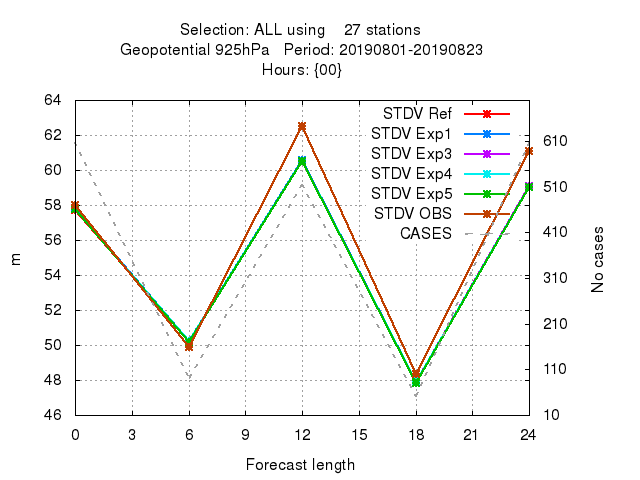 Selection: ALL using 27 stations
Geopotential 925hPa Period: 20190801-20190823
Hours: {00}
STDV Ref
STDV Exp1
STDV Exp3
STDV Exp4
STDV Exp5
STDV OBS
CASES
64
62
60
58
56
54
52
50
48
46
m
610
510
410
310
210
110
10
No cases
0 3 6 9 12 15 18 21 24
Forecast length